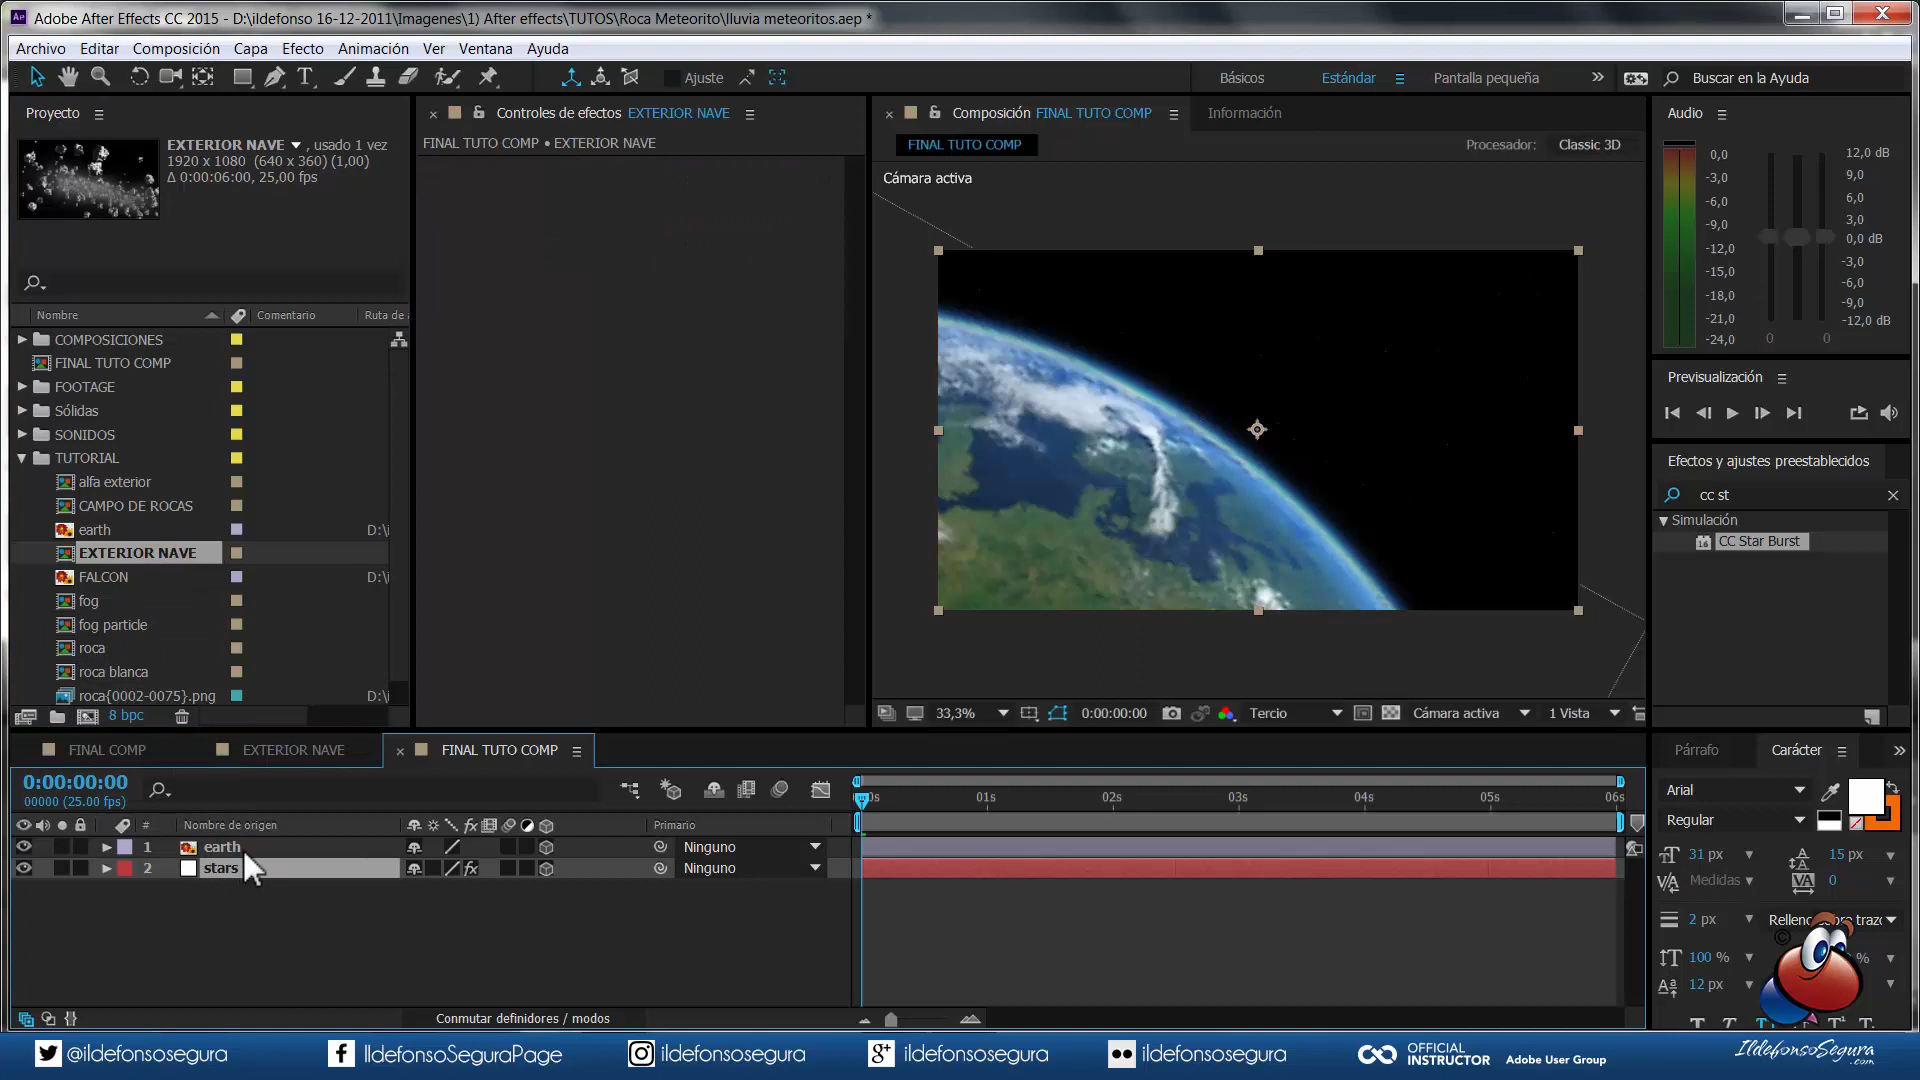 Adobe After Effects CC 2015 - D:\ildefonso 16-12-2011\Imagenes\1) After effects\TUTOS\Roca Meteorito\lluvia meteoritos.aep *
Archivo Editar Composición Capa Efecto Animación Ver Ventana Ayuda
Ajuste Básicos Estándar Pantalla pequeña Buscar en la Ayuda
Proyecto
EXTERIOR NAVE , usado 1 vez
1920 x 1080 (640 x 360) (1,00)
Δ 0:00:06:00, 25,00 fps
Nombre Comentario Ruta de a
COMPOSICIONES
FINAL TUTO COMP
FOOTAGE
Sólidas
SONIDOS
TUTORIAL
alfa exterior
CAMPO DE ROCAS
earth D:\i
EXTERIOR NAVE
FALCON D:\i
fog
fog particle
roca
roca blanca
roca{0002-0075}.png D:\i
8 bpc
Controles de efectos EXTERIOR NAVE
FINAL TUTO COMP • EXTERIOR NAVE
Composición FINAL TUTO COMP Información
FINAL TUTO COMP Procesador: Classic 3D
Cámara activa
33,3% 0:00:00:00 Tercio Cámara activa 1 Vista
Audio
0,0
-3,0
-6,0
-9,0
-12,0
-15,0
-18,0
-21,0
-24,0
12,0 dB
9,0
6,0
3,0
0,0 dB
-3,0
-6,0
-9,0
-12,0 dB
0 0
Previsualización
Efectos y ajustes preestablecidos
cc st
Simulación
16 CC Star Burst
FINAL COMP EXTERIOR NAVE FINAL TUTO COMP
0:00:00:00
00000 (25.00 fps)
0s 01s 02s 03s 04s 05s 06s
# Nombre de origen fx Primario
1 earth Ninguno
2 stars fx Ninguno
Conmutar definidores / modos
Párrafo Carácter
Arial
Regular
31 px 15 px
Medidas 0
2 px
100 % %
12 px
@ildefonsosegura IldefonsoSeguraPage ildefonsosegura ildefonsosegura ildefonsosegura
OFFICIAL
INSTRUCTOR Adobe User Group
IldefonsoSegura
.com